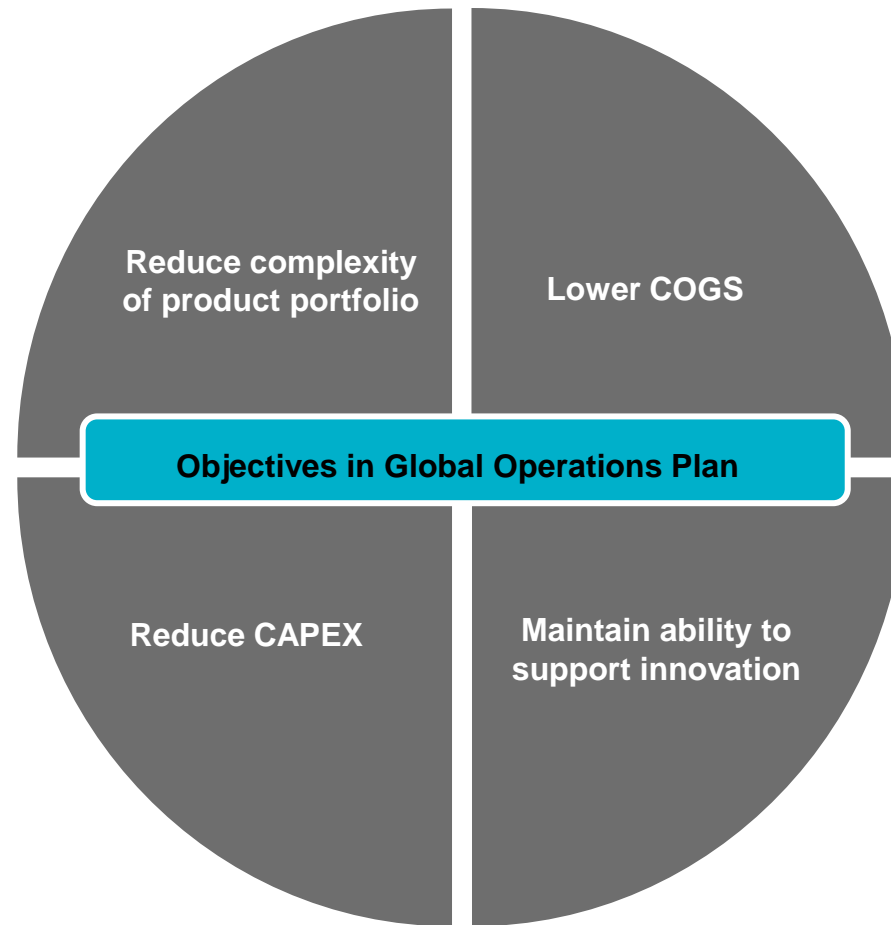 Reduce complexity
of product portfolio
Lower COGS
Objectives in Global Operations Plan
Reduce CAPEX
Maintain ability to
support innovation